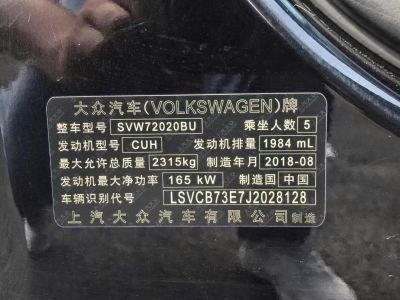 大众汽车(VOLKSWAGEN)牌
整车型号 SVW72020BU 乘坐人数 5
发动机型号 CUH 发动机排量 1984 mL
最大允许总质量 2315kg 制造年月 2018-08
发动机最大净功率 165 kW 制造国 中国
车辆识别代号 LSVCB73E7J2028128
上汽大众汽车有限公司制造